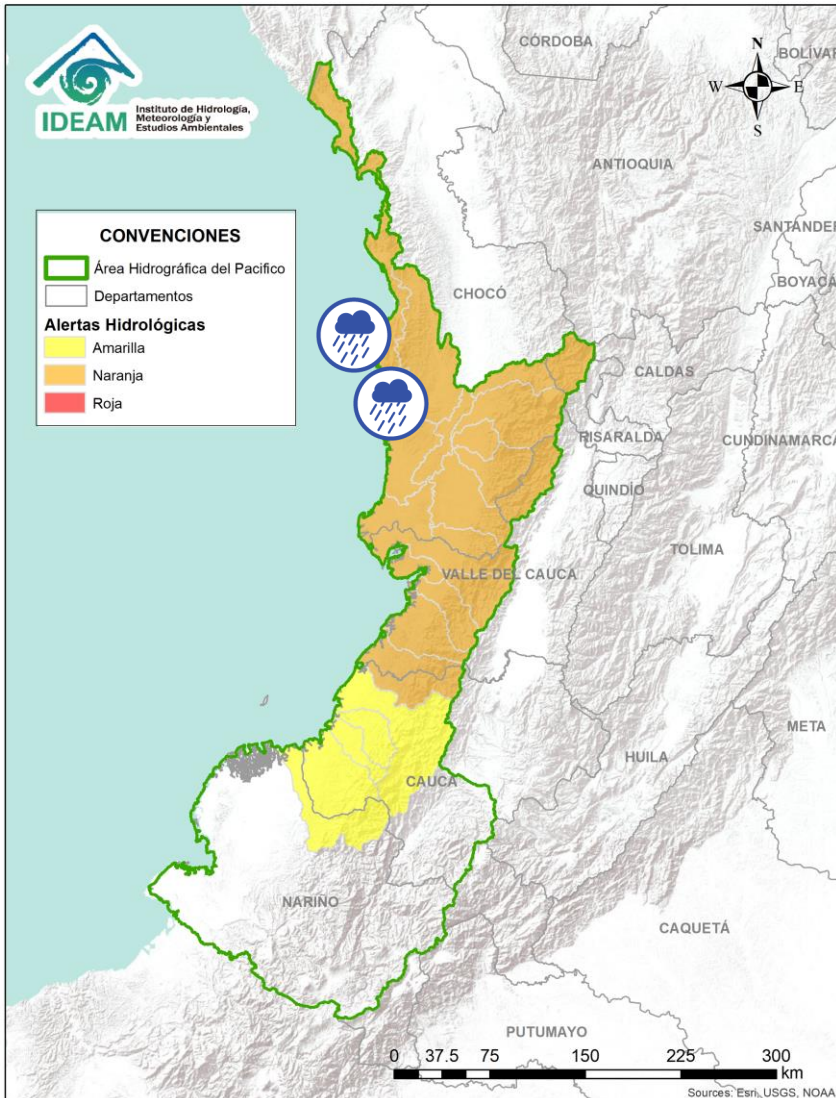 IDEAM
Instituto de Hidrología,
Meteorología y
Estudios Ambientales
CÓRDOBA
BOLÍVAR
N
W
E
S
ANTIOQUIA
SANTANDER
BOYACÁ
CONVENCIONES
Área Hidrográfica del Pacifico
Departamentos
Alertas Hidrológicas
Amarilla
Naranja
Roja
CHOCÓ
CALDAS
RISARALDA
CUNDINAMARCA
QUINDÍO
TOLIMA
VALLE DEL CAUCA
META
HUILA
CAUCA
NARIÑO
CAQUETÁ
PUTUMAYO
0 37.5 75 150 225 300
km
Sources: Esri, USGS, NOAA